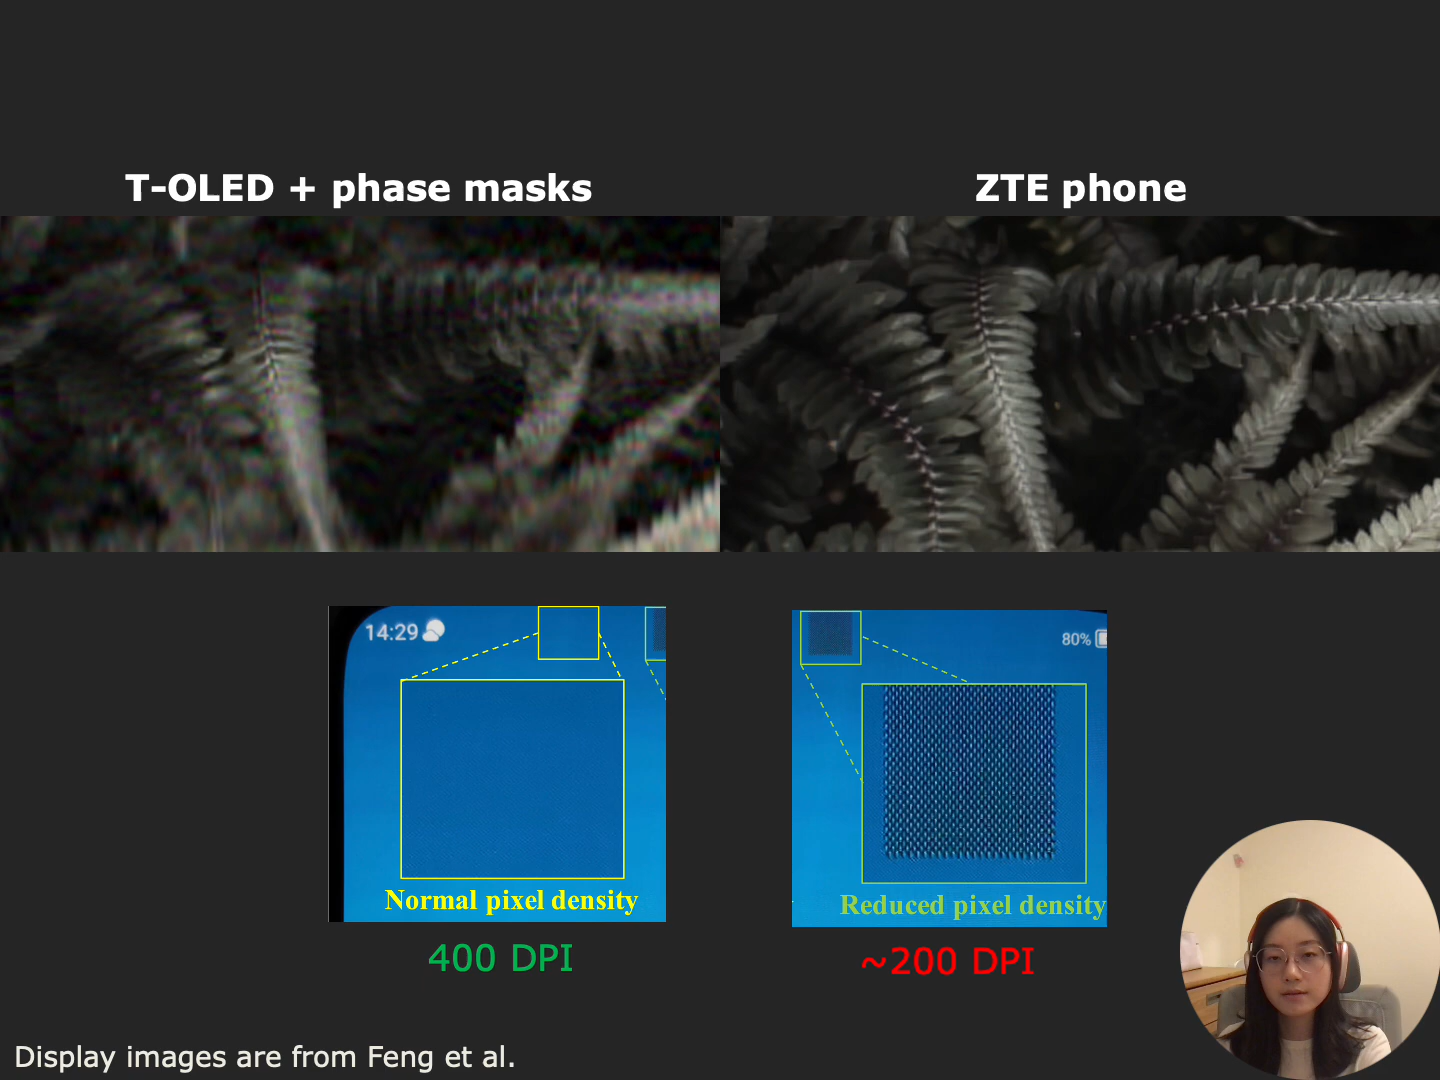 T-OLED + phase masks
ZTE phone
14:29
80%
Normal pixel density
Reduced pixel density
400 DPI
~200 DPI
Display images are from Feng et al.